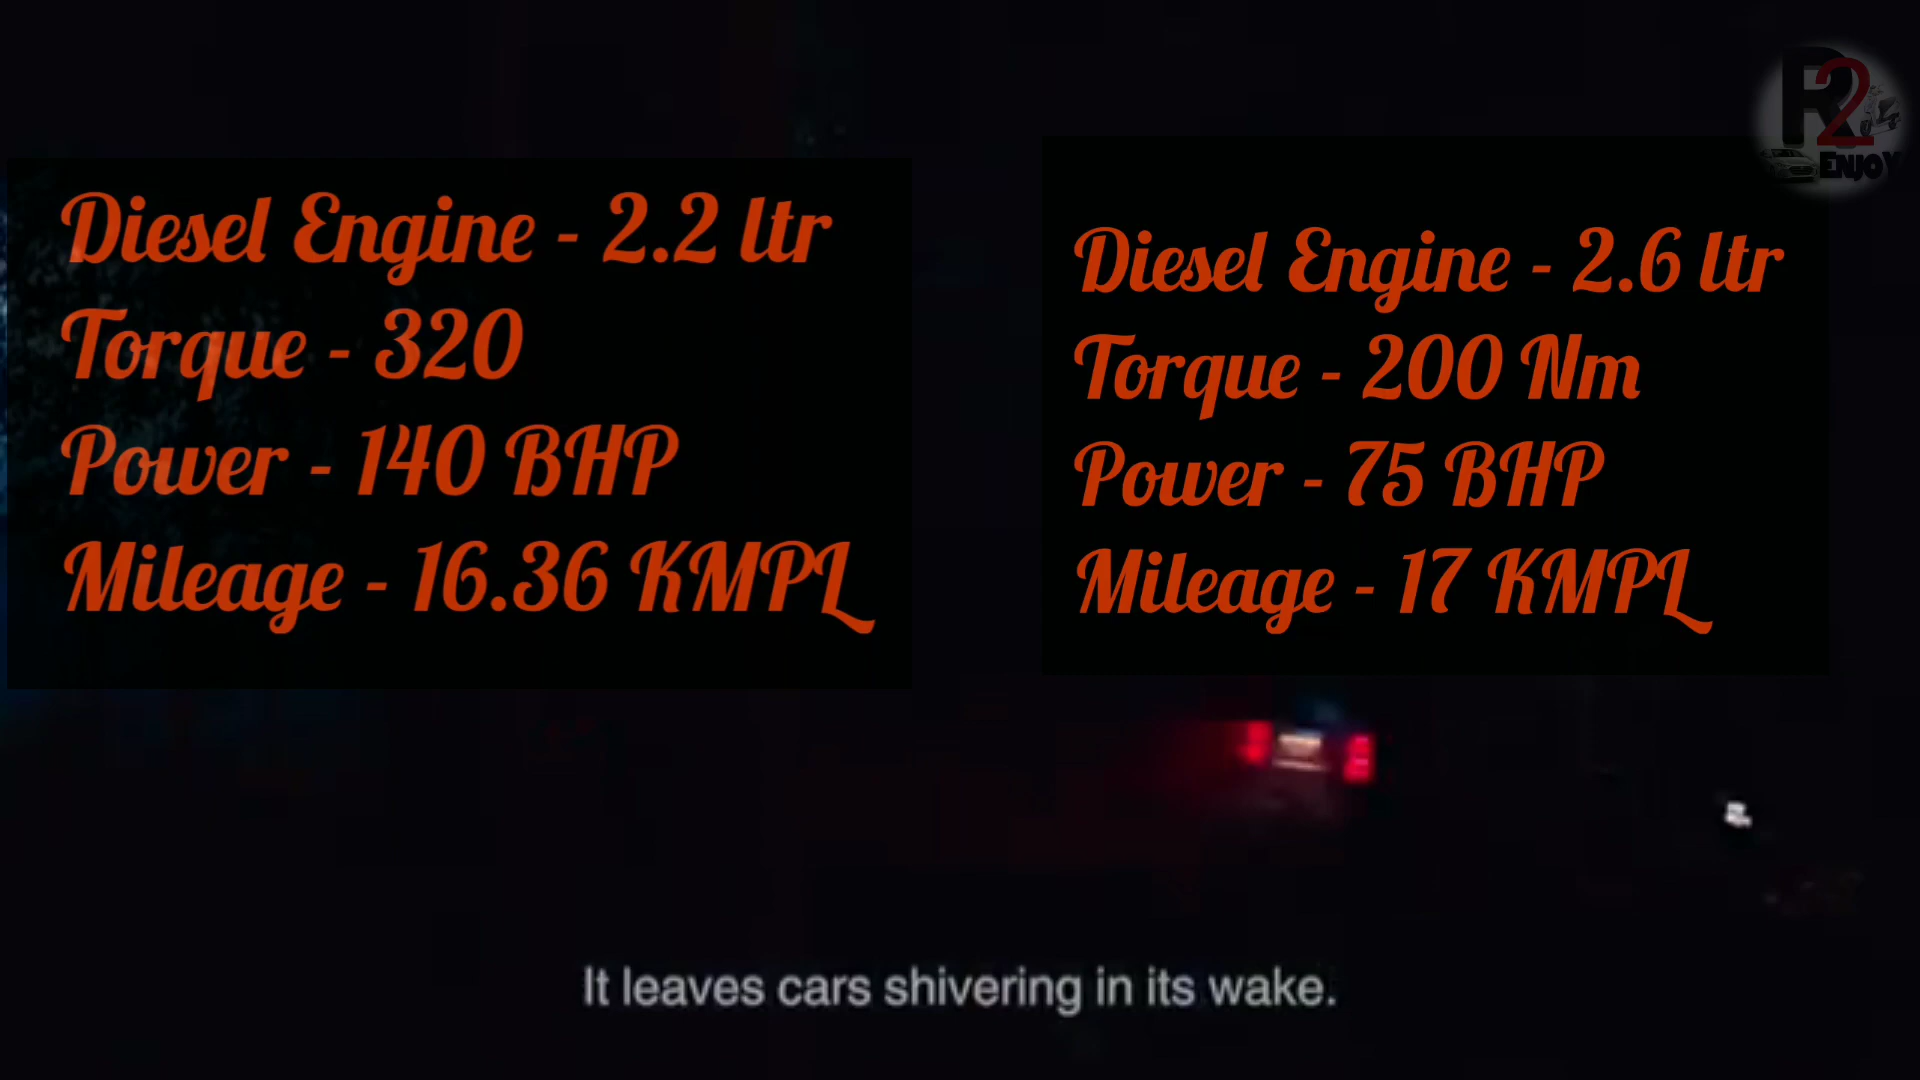 R2
ENJOY
Diesel Engine - 2.2 ltr
Torque - 320
Power - 140 BHP
Mileage - 16.36 KMPL
Diesel Engine - 2.6 ltr
Torque - 200 Nm
Power - 75 BHP
Mileage - 17 KMPL
It leaves cars shivering in its wake.